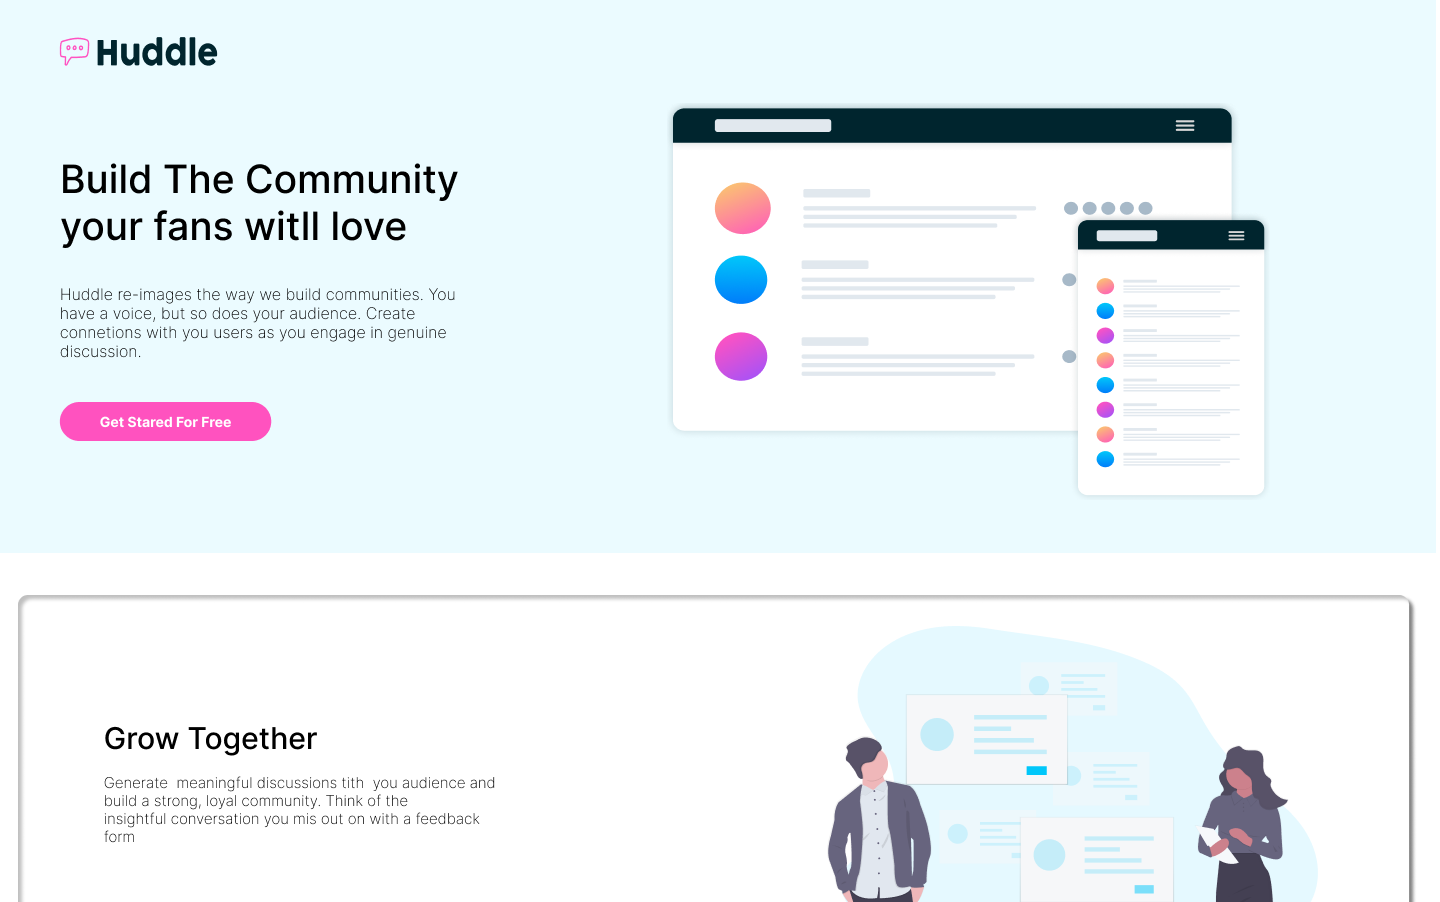 Huddle
Build The Community
your fans witll love
Huddle re-images the way we build communities. You
have a voice, but so does your audience. Create
connetions with you users as you engage in genuine
discussion.
Get Stared For Free
Grow Together
Generate  meaningful discussions tith  you audience and
build a strong, loyal community. Think of the
insightful conversation you mis out on with a feedback
form